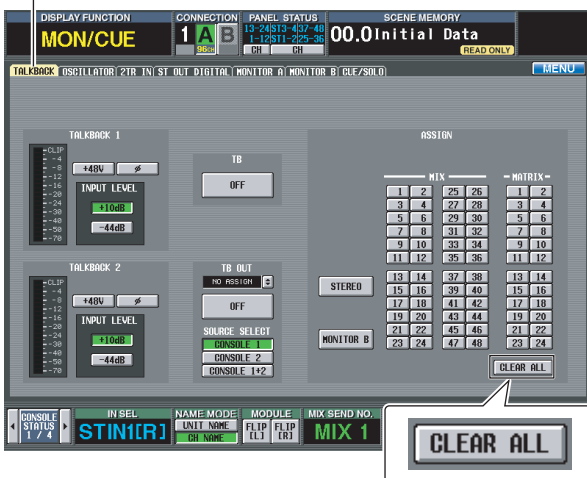 DISPLAY FUNCTION CONNECTION PANEL STATUS SCENE MEMORY
MON/CUE 1 A B 96CH 13-24 ST3-4 37-48 1-12 ST1-2 25-36 CH CH 00.0 Initial Data READ ONLY
TALKBACK OSCILLATOR 2TR IN ST OUT DIGITAL MONITOR A MONITOR B CUE/SOLO MENU
TALKBACK 1
CLIP
-4
-8
-12
-16
-20
-24
-30
-40
-50
-70
+48V ø
INPUT LEVEL
+10dB
-44dB
TB
OFF
TALKBACK 2
CLIP
-4
-8
-12
-16
-20
-24
-30
-40
-50
-70
+48V ø
INPUT LEVEL
+10dB
-44dB
TB OUT
NO ASSIGN
OFF
SOURCE SELECT
CONSOLE 1
CONSOLE 2
CONSOLE 1+2
ASSIGN
MIX MATRIX
1 2 25 26 1 2
3 4 27 28 3 4
5 6 29 30 5 6
7 8 31 32 7 8
9 10 33 34 9 10
11 12 35 36 11 12
STEREO
13 14 37 38 13 14
15 16 39 40 15 16
17 18 41 42 17 18
19 20 43 44 19 20
MONITOR B
21 22 45 46 21 22
23 24 47 48 23 24
CLEAR ALL
CONSOLE STATUS 1 / 4
IN SEL
STIN1[R]
NAME MODE
UNIT NAME
CH NAME
MODULE
FLIP [L] FLIP [R]
MIX SEND NO.
MIX 1
CLEAR ALL